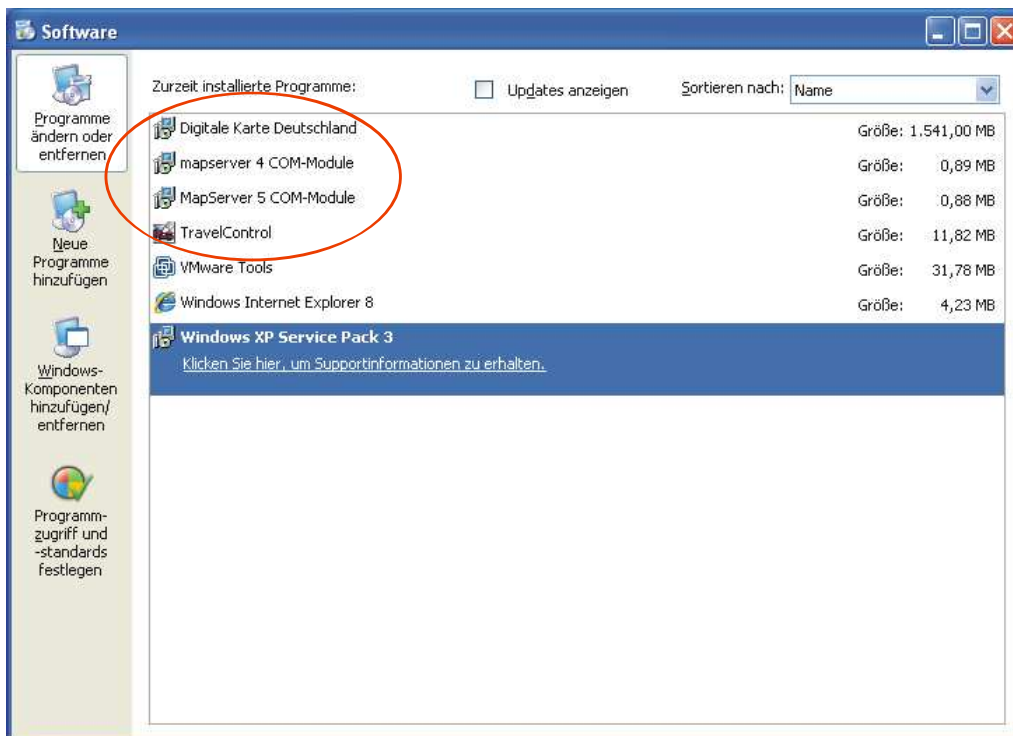 Software
Programme
ändern oder
entfernen
Neue
Programme
hinzufügen
Windows-
Komponenten
hinzufügen/
entfernen
Programm-
zugriff und
-standards
festlegen
Zurzeit installierte Programme:
Updates anzeigen
Sortieren nach: Name
Digitale Karte Deutschland Größe: 1.541,00 MB
mapserver 4 COM-Module Größe: 0,89 MB
MapServer 5 COM-Module Größe: 0,88 MB
TravelControl Größe: 11,82 MB
VMware Tools Größe: 31,78 MB
Windows Internet Explorer 8 Größe: 4,23 MB
Windows XP Service Pack 3
Klicken Sie hier, um Supportinformationen zu erhalten.